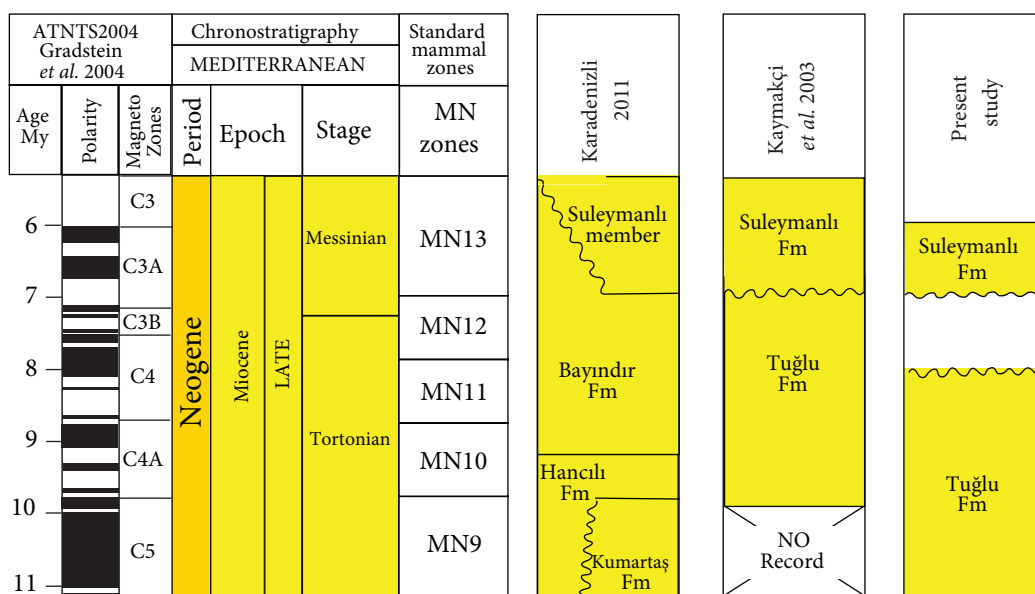 ATNTS2004
Gradstein
et al. 2004
Chronostratigraphy
MEDITERRANEAN
Standard
mammal
zones
Age
My
Polarity
Magneto
Zones
Period
Epoch
Stage
MN
zones
Karadenizli
2011
Kaymakçi
et al. 2003
Present
study
6
7
8
9
10
11
C3
C3A
C3B
C4
C4A
C5
Neogene
Miocene
LATE
Messinian
Tortonian
MN13
MN12
MN11
MN10
MN9
Suleymanlı
member
Bayındır
Fm
Hancılı
Fm
Kumartaş
Fm
Suleymanlı
Fm
Tuğlu
Fm
NO
Record
Suleymanlı
Fm
Tuğlu
Fm